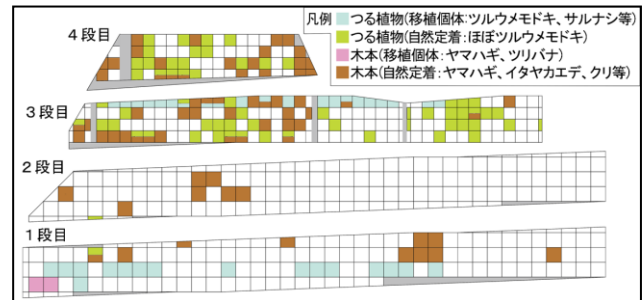 凡例
つる植物(移植個体:ツルウメモドキ、サルナシ等)
つる植物(自然定着:ほぼツルウメモドキ)
木本(移植個体:ヤマハギ、ツリバナ)
木本(自然定着:ヤマハギ、イタヤカエデ、クリ等)
4段目
3段目
2段目
1段目